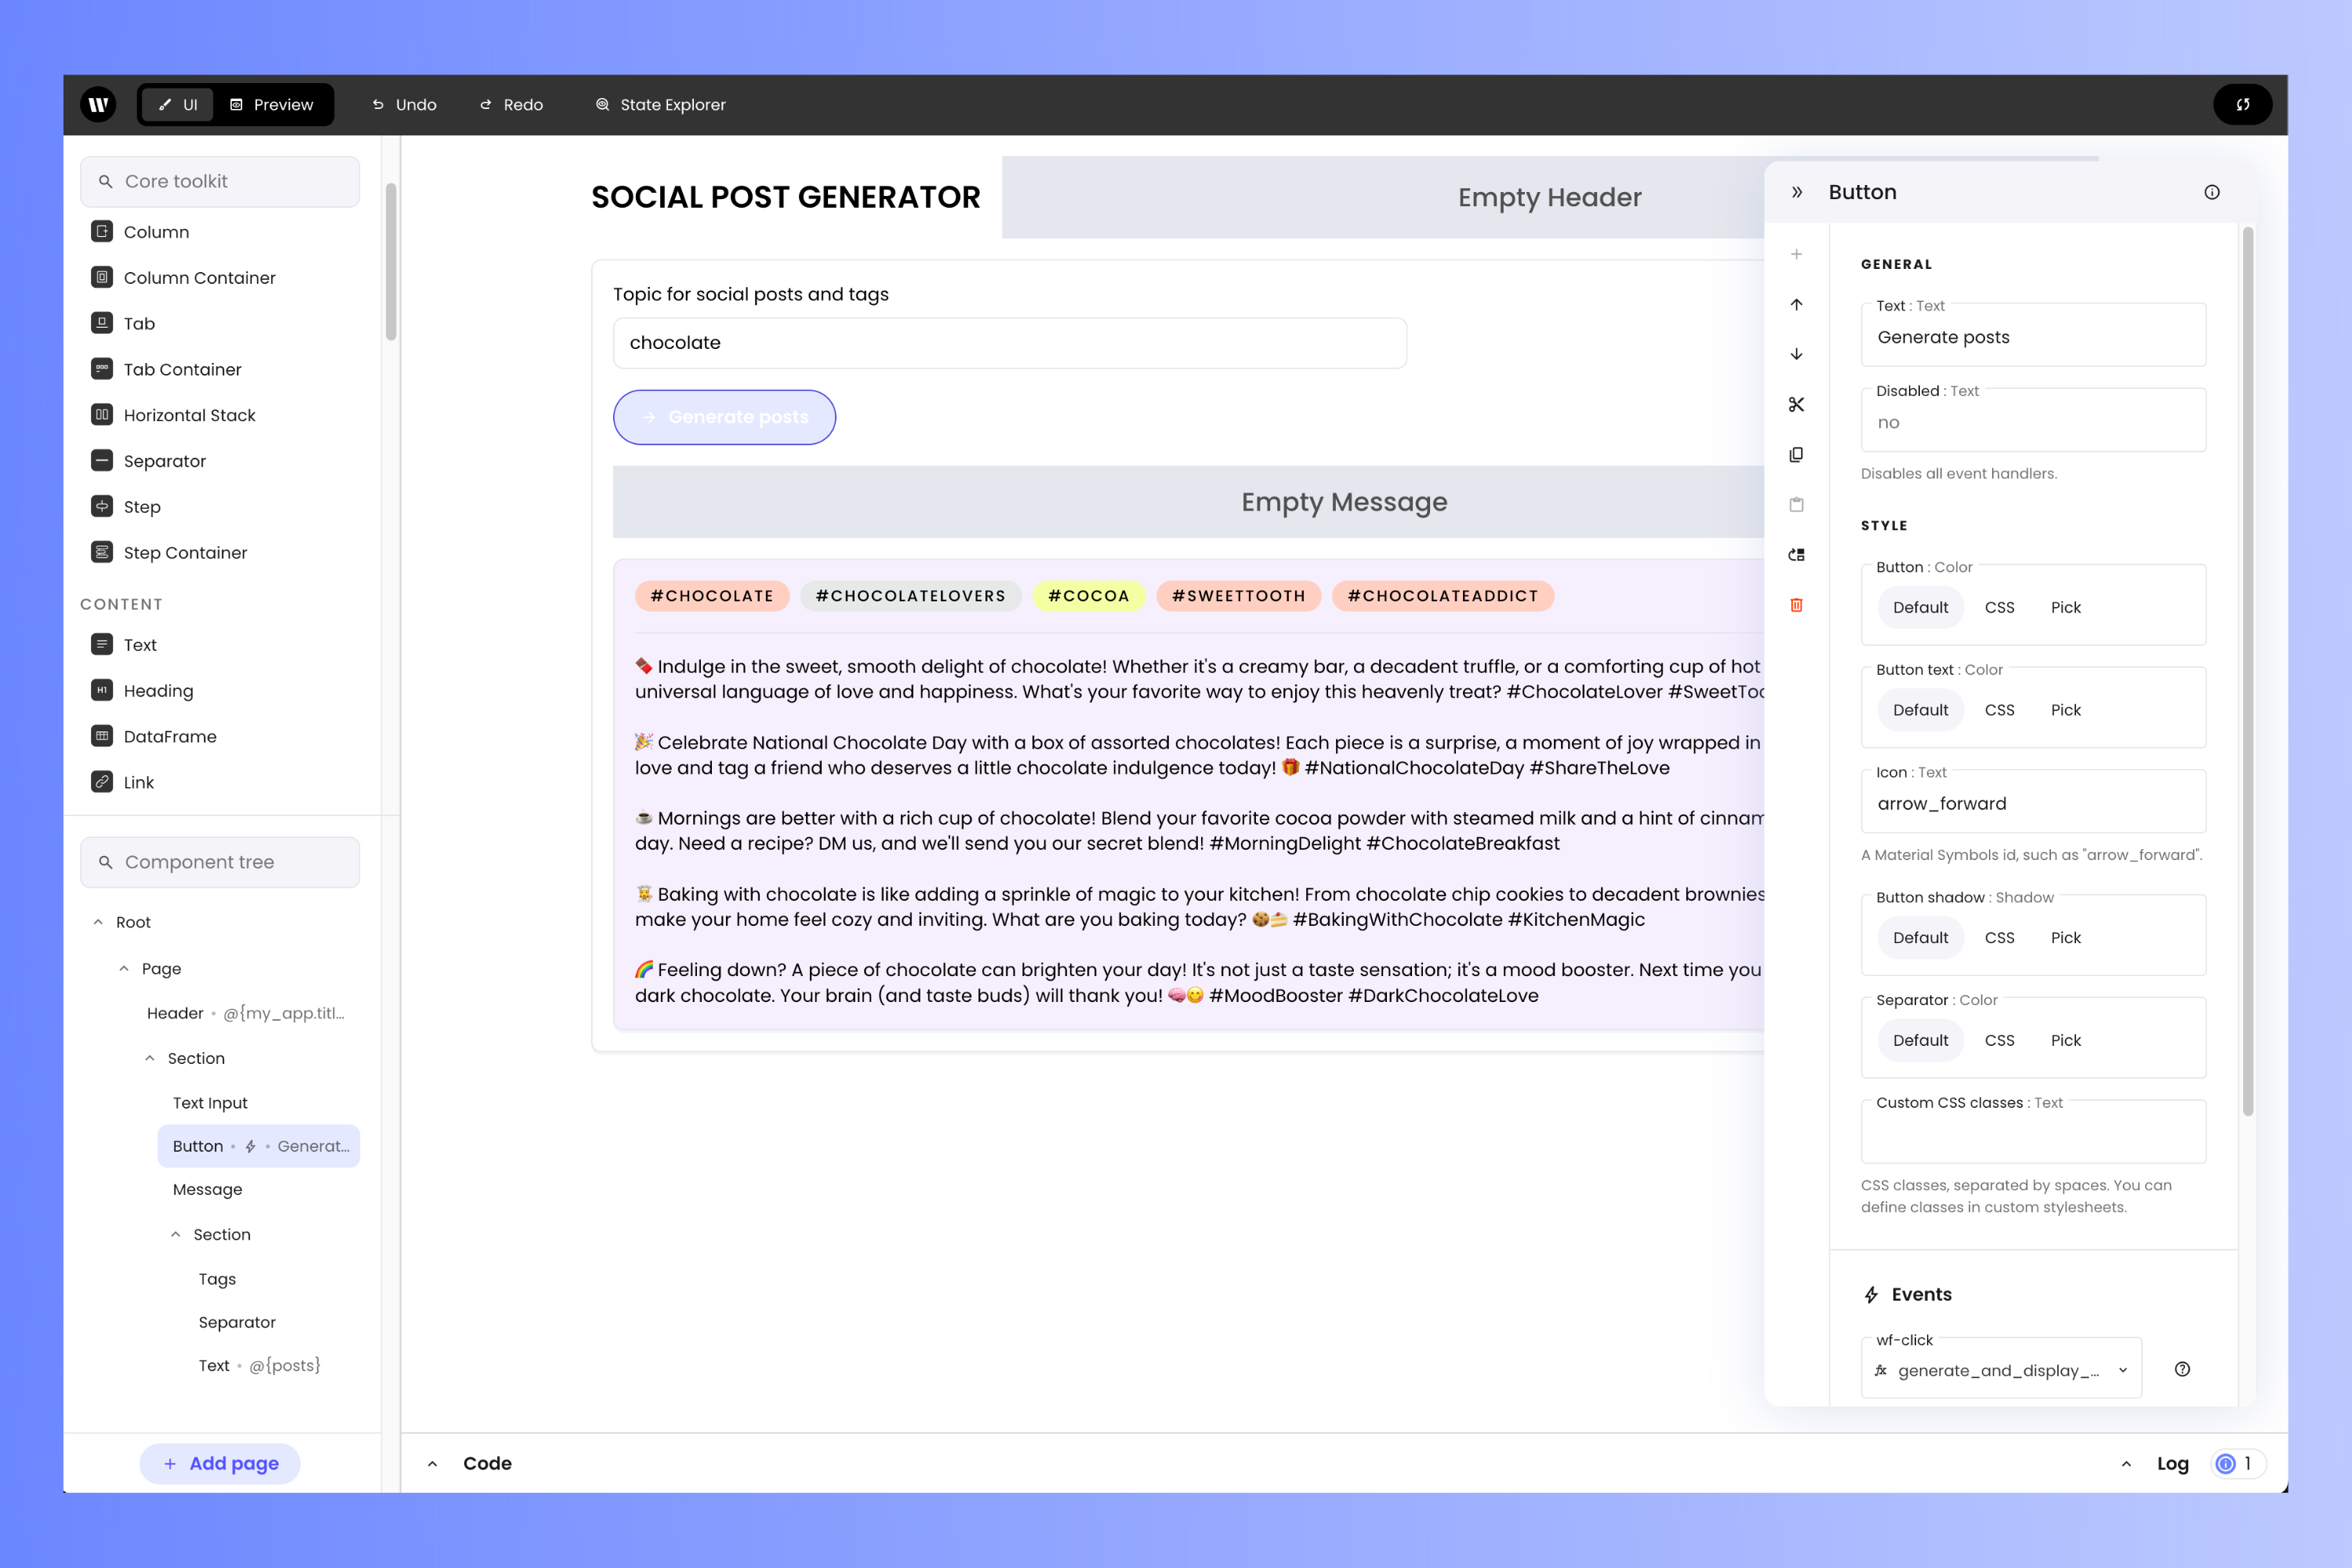 UI
Preview
Undo
Redo
State Explorer
Core toolkit
Column
Column Container
Tab
Tab Container
Horizontal Stack
Separator
Step
Step Container
CONTENT
Text
H1 Heading
DataFrame
Link
Component tree
Root
Page
Header • @{my_app.titl...
Section
Text Input
Button • • Generat...
Message
Section
Tags
Separator
Text • @{posts}
+ Add page
SOCIAL POST GENERATOR
Empty Header
Topic for social posts and tags
chocolate
Generate posts
Empty Message
#CHOCOLATE #CHOCOLATELOVERS #COCOA #SWEETTOOTH #CHOCOLATEADDICT
🍫 Indulge in the sweet, smooth delight of chocolate! Whether it's a creamy bar, a decadent truffle, or a comforting cup of hot
universal language of love and happiness. What's your favorite way to enjoy this heavenly treat? #ChocolateLover #SweetToo
🎉 Celebrate National Chocolate Day with a box of assorted chocolates! Each piece is a surprise, a moment of joy wrapped in
love and tag a friend who deserves a little chocolate indulgence today! 🎁 #NationalChocolateDay #ShareTheLove
☕ Mornings are better with a rich cup of chocolate! Blend your favorite cocoa powder with steamed milk and a hint of cinnam
day. Need a recipe? DM us, and we'll send you our secret blend! #MorningDelight #ChocolateBreakfast
👩‍🍳 Baking with chocolate is like adding a sprinkle of magic to your kitchen! From chocolate chip cookies to decadent brownies
make your home feel cozy and inviting. What are you baking today? 🍪🍰 #BakingWithChocolate #KitchenMagic
🌈 Feeling down? A piece of chocolate can brighten your day! It's not just a taste sensation; it's a mood booster. Next time you
dark chocolate. Your brain (and taste buds) will thank you! 🧠😋 #MoodBooster #DarkChocolateLove
Button
GENERAL
Text : Text
Generate posts
Disabled : Text
no
Disables all event handlers.
STYLE
Button : Color
Default CSS Pick
Button text : Color
Default CSS Pick
Icon : Text
arrow_forward
A Material Symbols id, such as "arrow_forward".
Button shadow : Shadow
Default CSS Pick
Separator : Color
Default CSS Pick
Custom CSS classes : Text
CSS classes, separated by spaces. You can
define classes in custom stylesheets.
Events
wf-click
fx generate_and_display_...
Code
Log 1